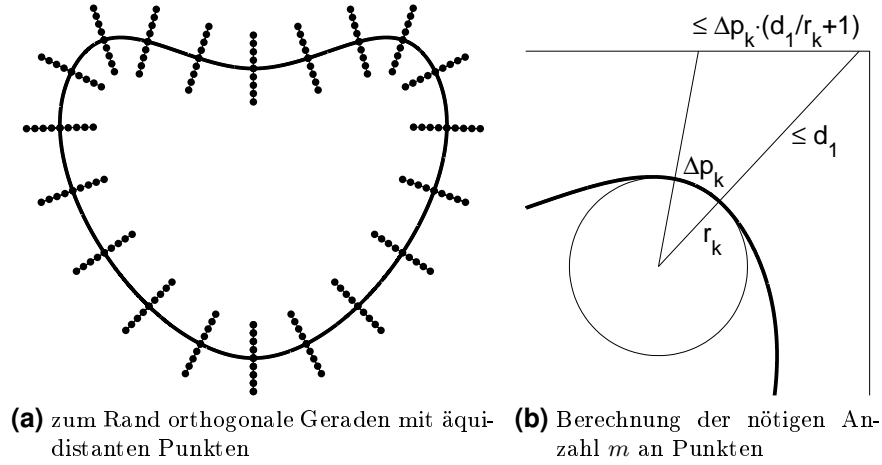 ≤ Δp_k·(d_1/r_k+1)
≤ d_1
Δp_k
r_k
(a) zum Rand orthogonale Geraden mit äqui-
distanten Punkten
(b) Berechnung der nötigen An-
zahl m an Punkten